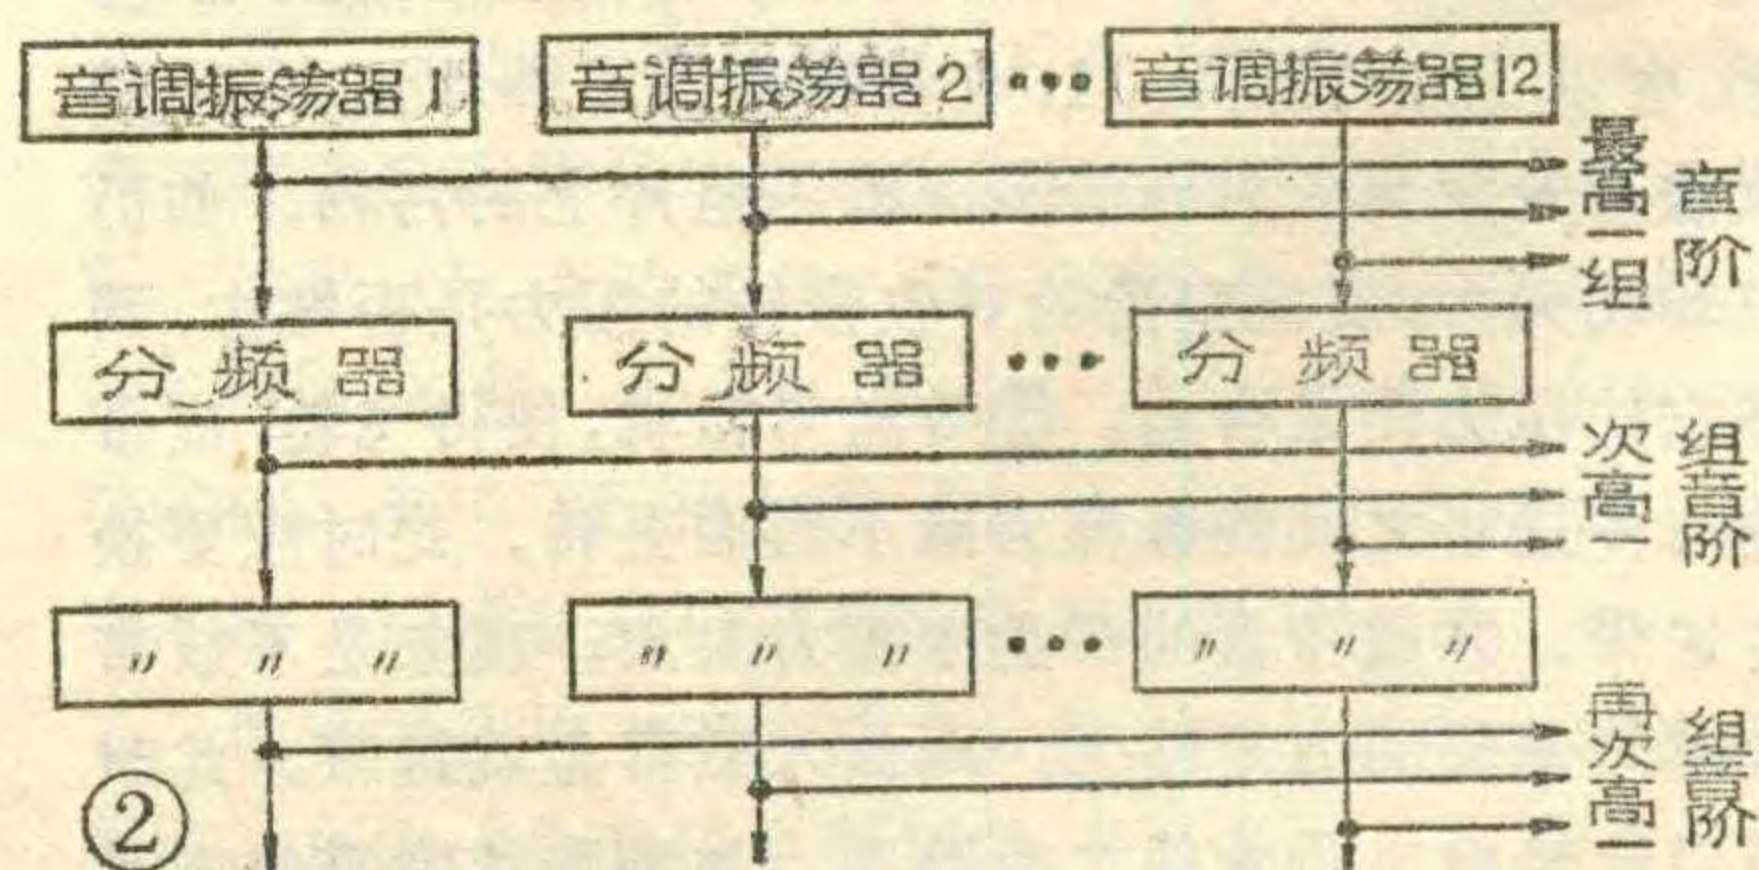 音调振荡器1 音调振荡器2 ••• 音调振荡器12
最高一组音阶
分频器 分频器 ••• 分频器
次高一组音阶
〃 〃 〃 〃 〃 〃 ••• 〃 〃 〃
再次高一组音阶
②